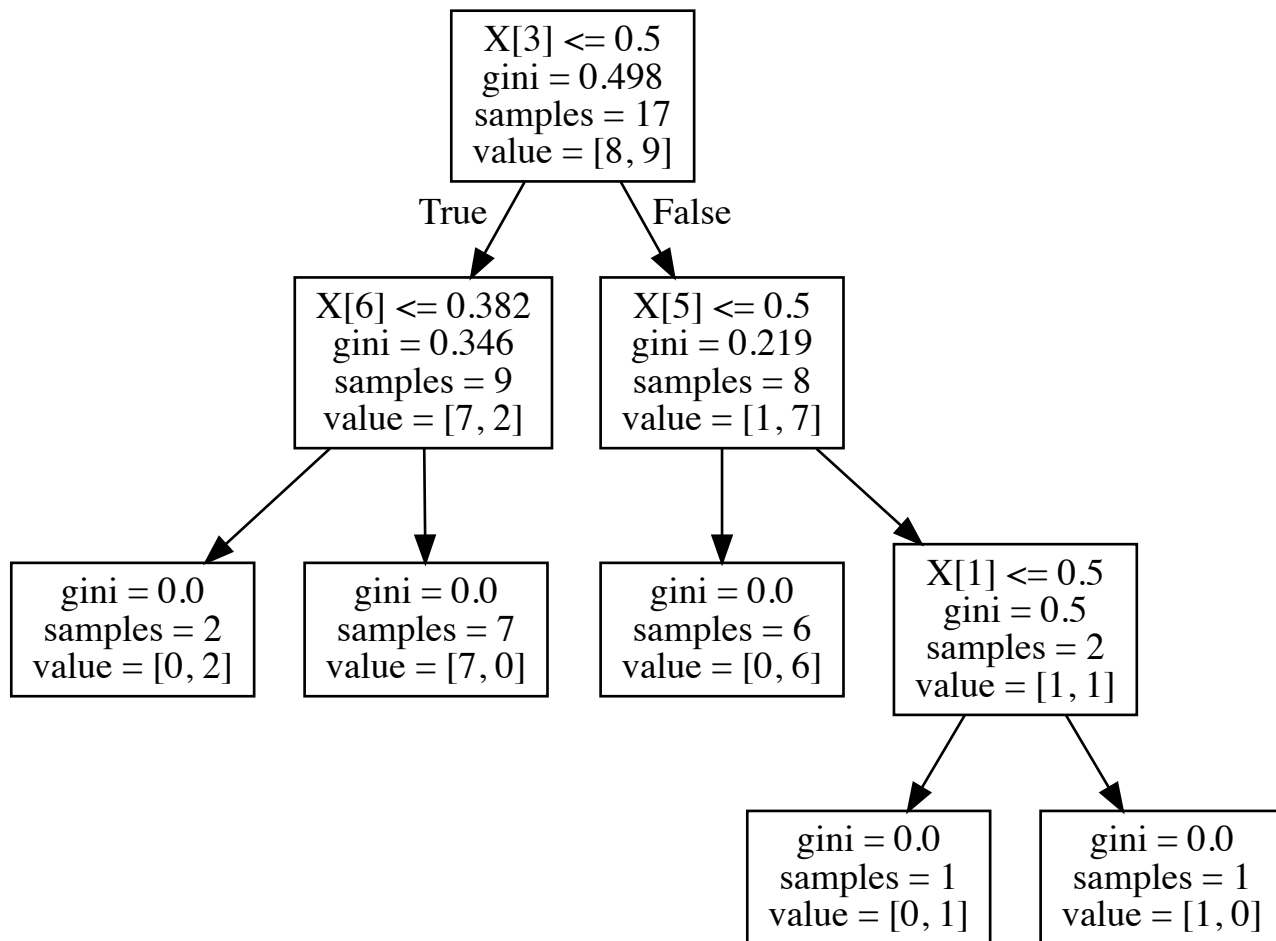 X[3] <= 0.5
gini = 0.498
samples = 17
value = [8, 9]
True
False
X[6] <= 0.382
gini = 0.346
samples = 9
value = [7, 2]
X[5] <= 0.5
gini = 0.219
samples = 8
value = [1, 7]
gini = 0.0
samples = 2
value = [0, 2]
gini = 0.0
samples = 7
value = [7, 0]
gini = 0.0
samples = 6
value = [0, 6]
X[1] <= 0.5
gini = 0.5
samples = 2
value = [1, 1]
gini = 0.0
samples = 1
value = [0, 1]
gini = 0.0
samples = 1
value = [1, 0]